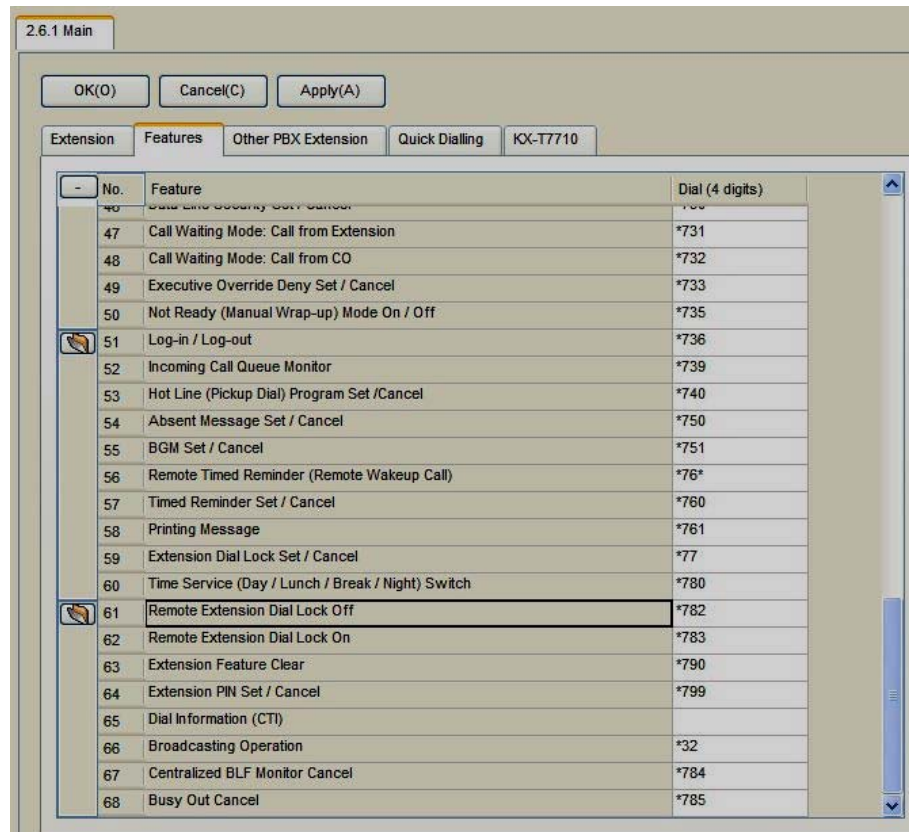 2.6.1 Main
OK(O) Cancel(C) Apply(A)
Extension Features Other PBX Extension Quick Dialling KX-T7710
- No. Feature Dial (4 digits)
47 Call Waiting Mode: Call from Extension *731
48 Call Waiting Mode: Call from CO *732
49 Executive Override Deny Set / Cancel *733
50 Not Ready (Manual Wrap-up) Mode On / Off *735
51 Log-in / Log-out *736
52 Incoming Call Queue Monitor *739
53 Hot Line (Pickup Dial) Program Set /Cancel *740
54 Absent Message Set / Cancel *750
55 BGM Set / Cancel *751
56 Remote Timed Reminder (Remote Wakeup Call) *76*
57 Timed Reminder Set / Cancel *760
58 Printing Message *761
59 Extension Dial Lock Set / Cancel *77
60 Time Service (Day / Lunch / Break / Night) Switch *780
61 Remote Extension Dial Lock Off *782
62 Remote Extension Dial Lock On *783
63 Extension Feature Clear *790
64 Extension PIN Set / Cancel *799
65 Dial Information (CTI)
66 Broadcasting Operation *32
67 Centralized BLF Monitor Cancel *784
68 Busy Out Cancel *785